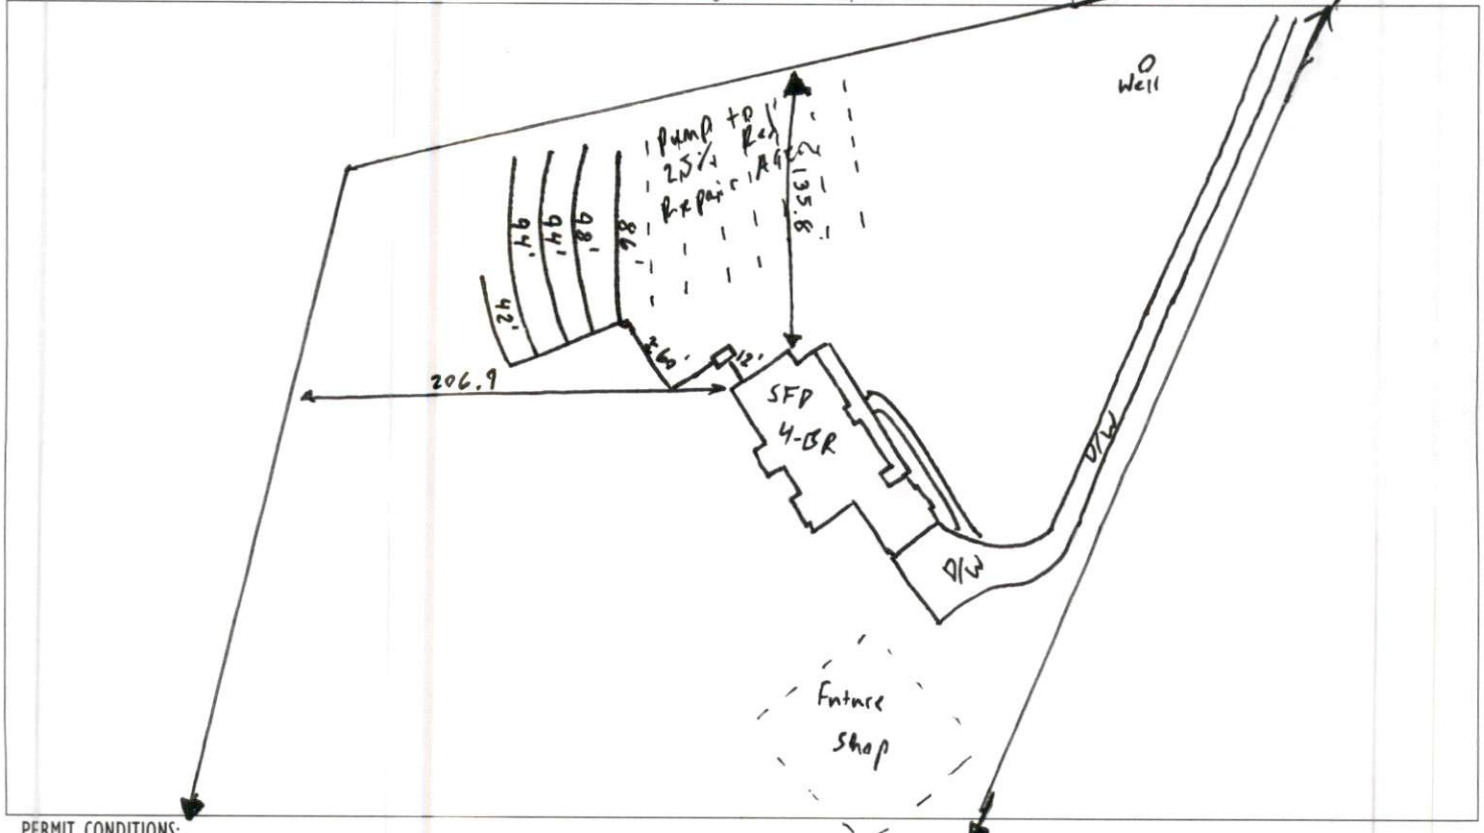 Well
Pump to
25% Red
Repair Area
135.8
94'
94'
98'
86'
42'
60'
12'
206.9
SFD
4-BR
D/W
D/W
Future
Shop
PERMIT CONDITIONS: